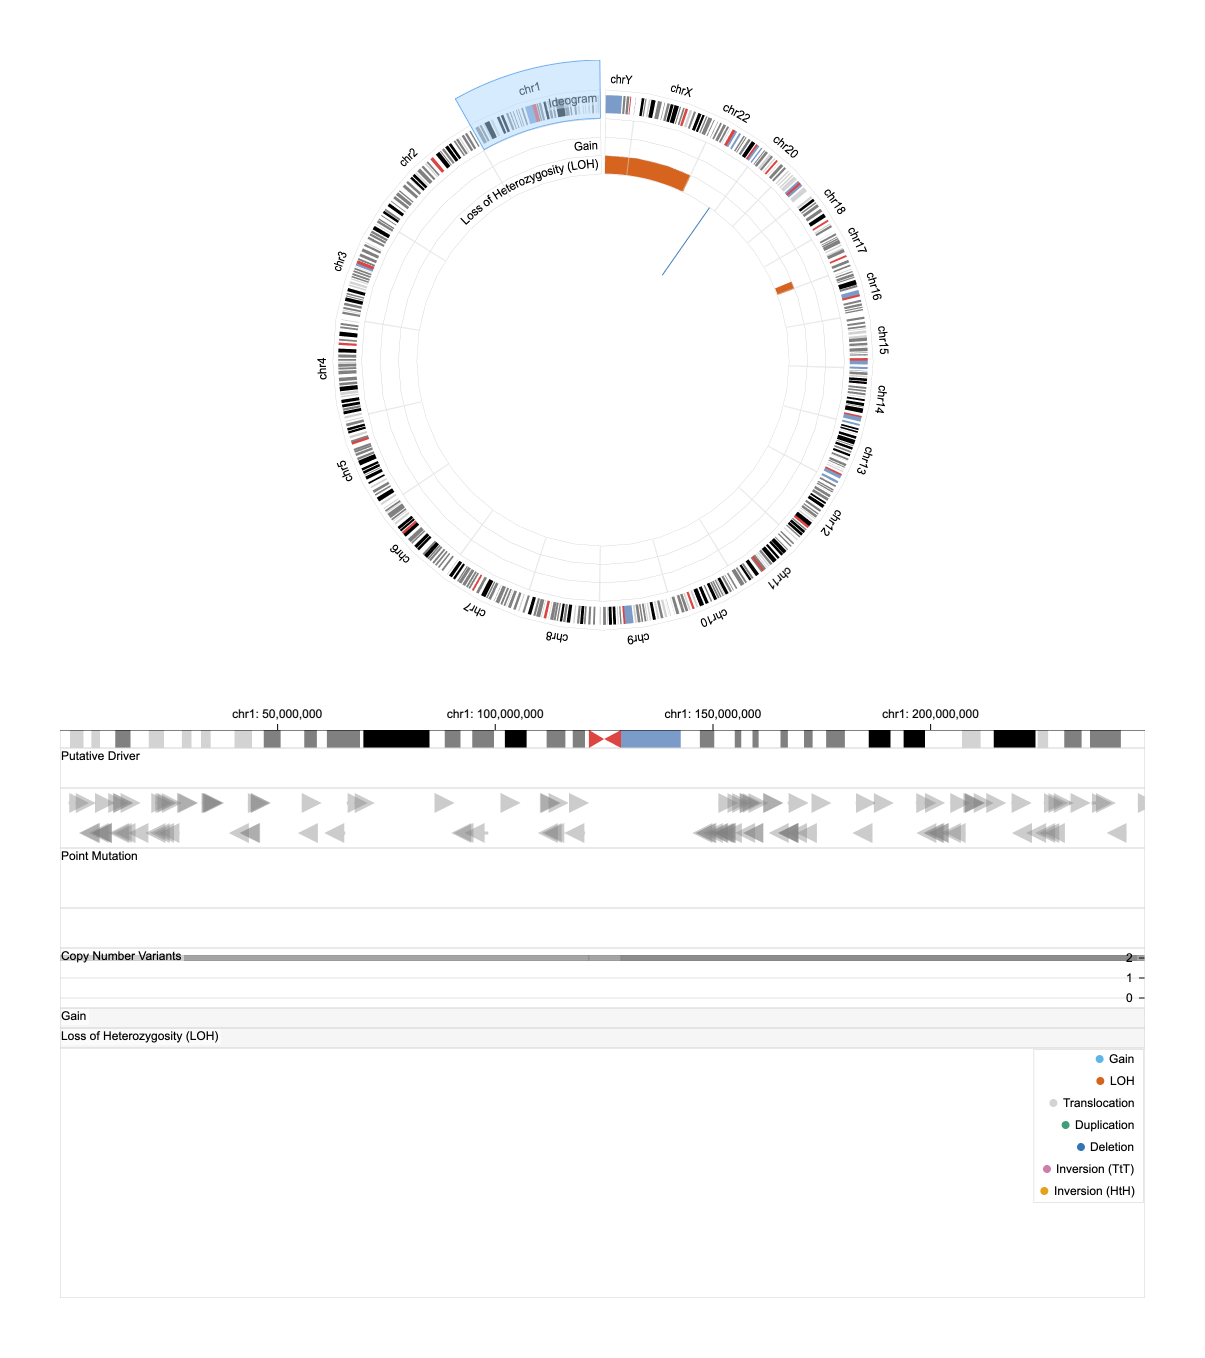 chrY
chrX
chr22
chr20
chr18
chr17
chr16
chr15
chr14
chr13
chr12
chr11
chr10
chr9
chr8
chr7
chr6
chr5
chr4
chr3
chr2
chr1
Ideogram
Gain
Loss of Heterozygosity (LOH)
chr1: 50,000,000
chr1: 100,000,000
chr1: 150,000,000
chr1: 200,000,000
Putative Driver
Point Mutation
Copy Number Variants
2
1
0
Gain
Loss of Heterozygosity (LOH)
Gain
LOH
Translocation
Duplication
Deletion
Inversion (TtT)
Inversion (HtH)